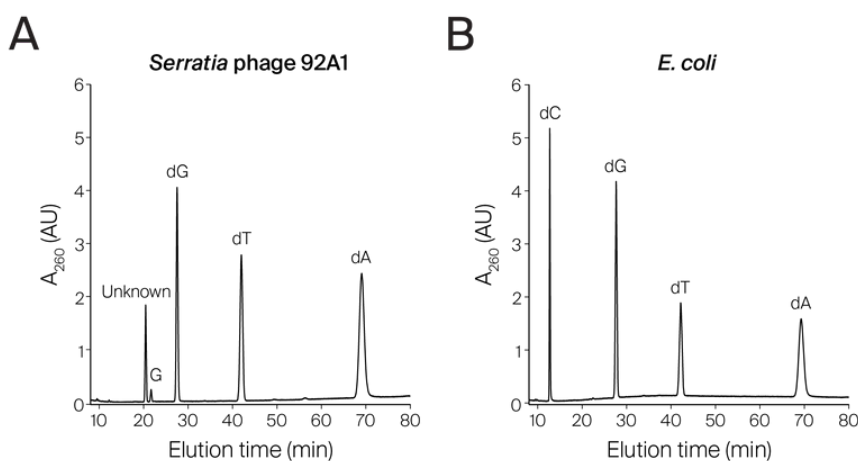 A
Serratia phage 92A1
6
5
4
3
2
1
0
A260 (AU)
Unknown
G
dG
dT
dA
10 20 30 40 50 60 70 80
Elution time (min)
B
E. coli
6
5
4
3
2
1
0
A260 (AU)
dC
dG
dT
dA
10 20 30 40 50 60 70 80
Elution time (min)